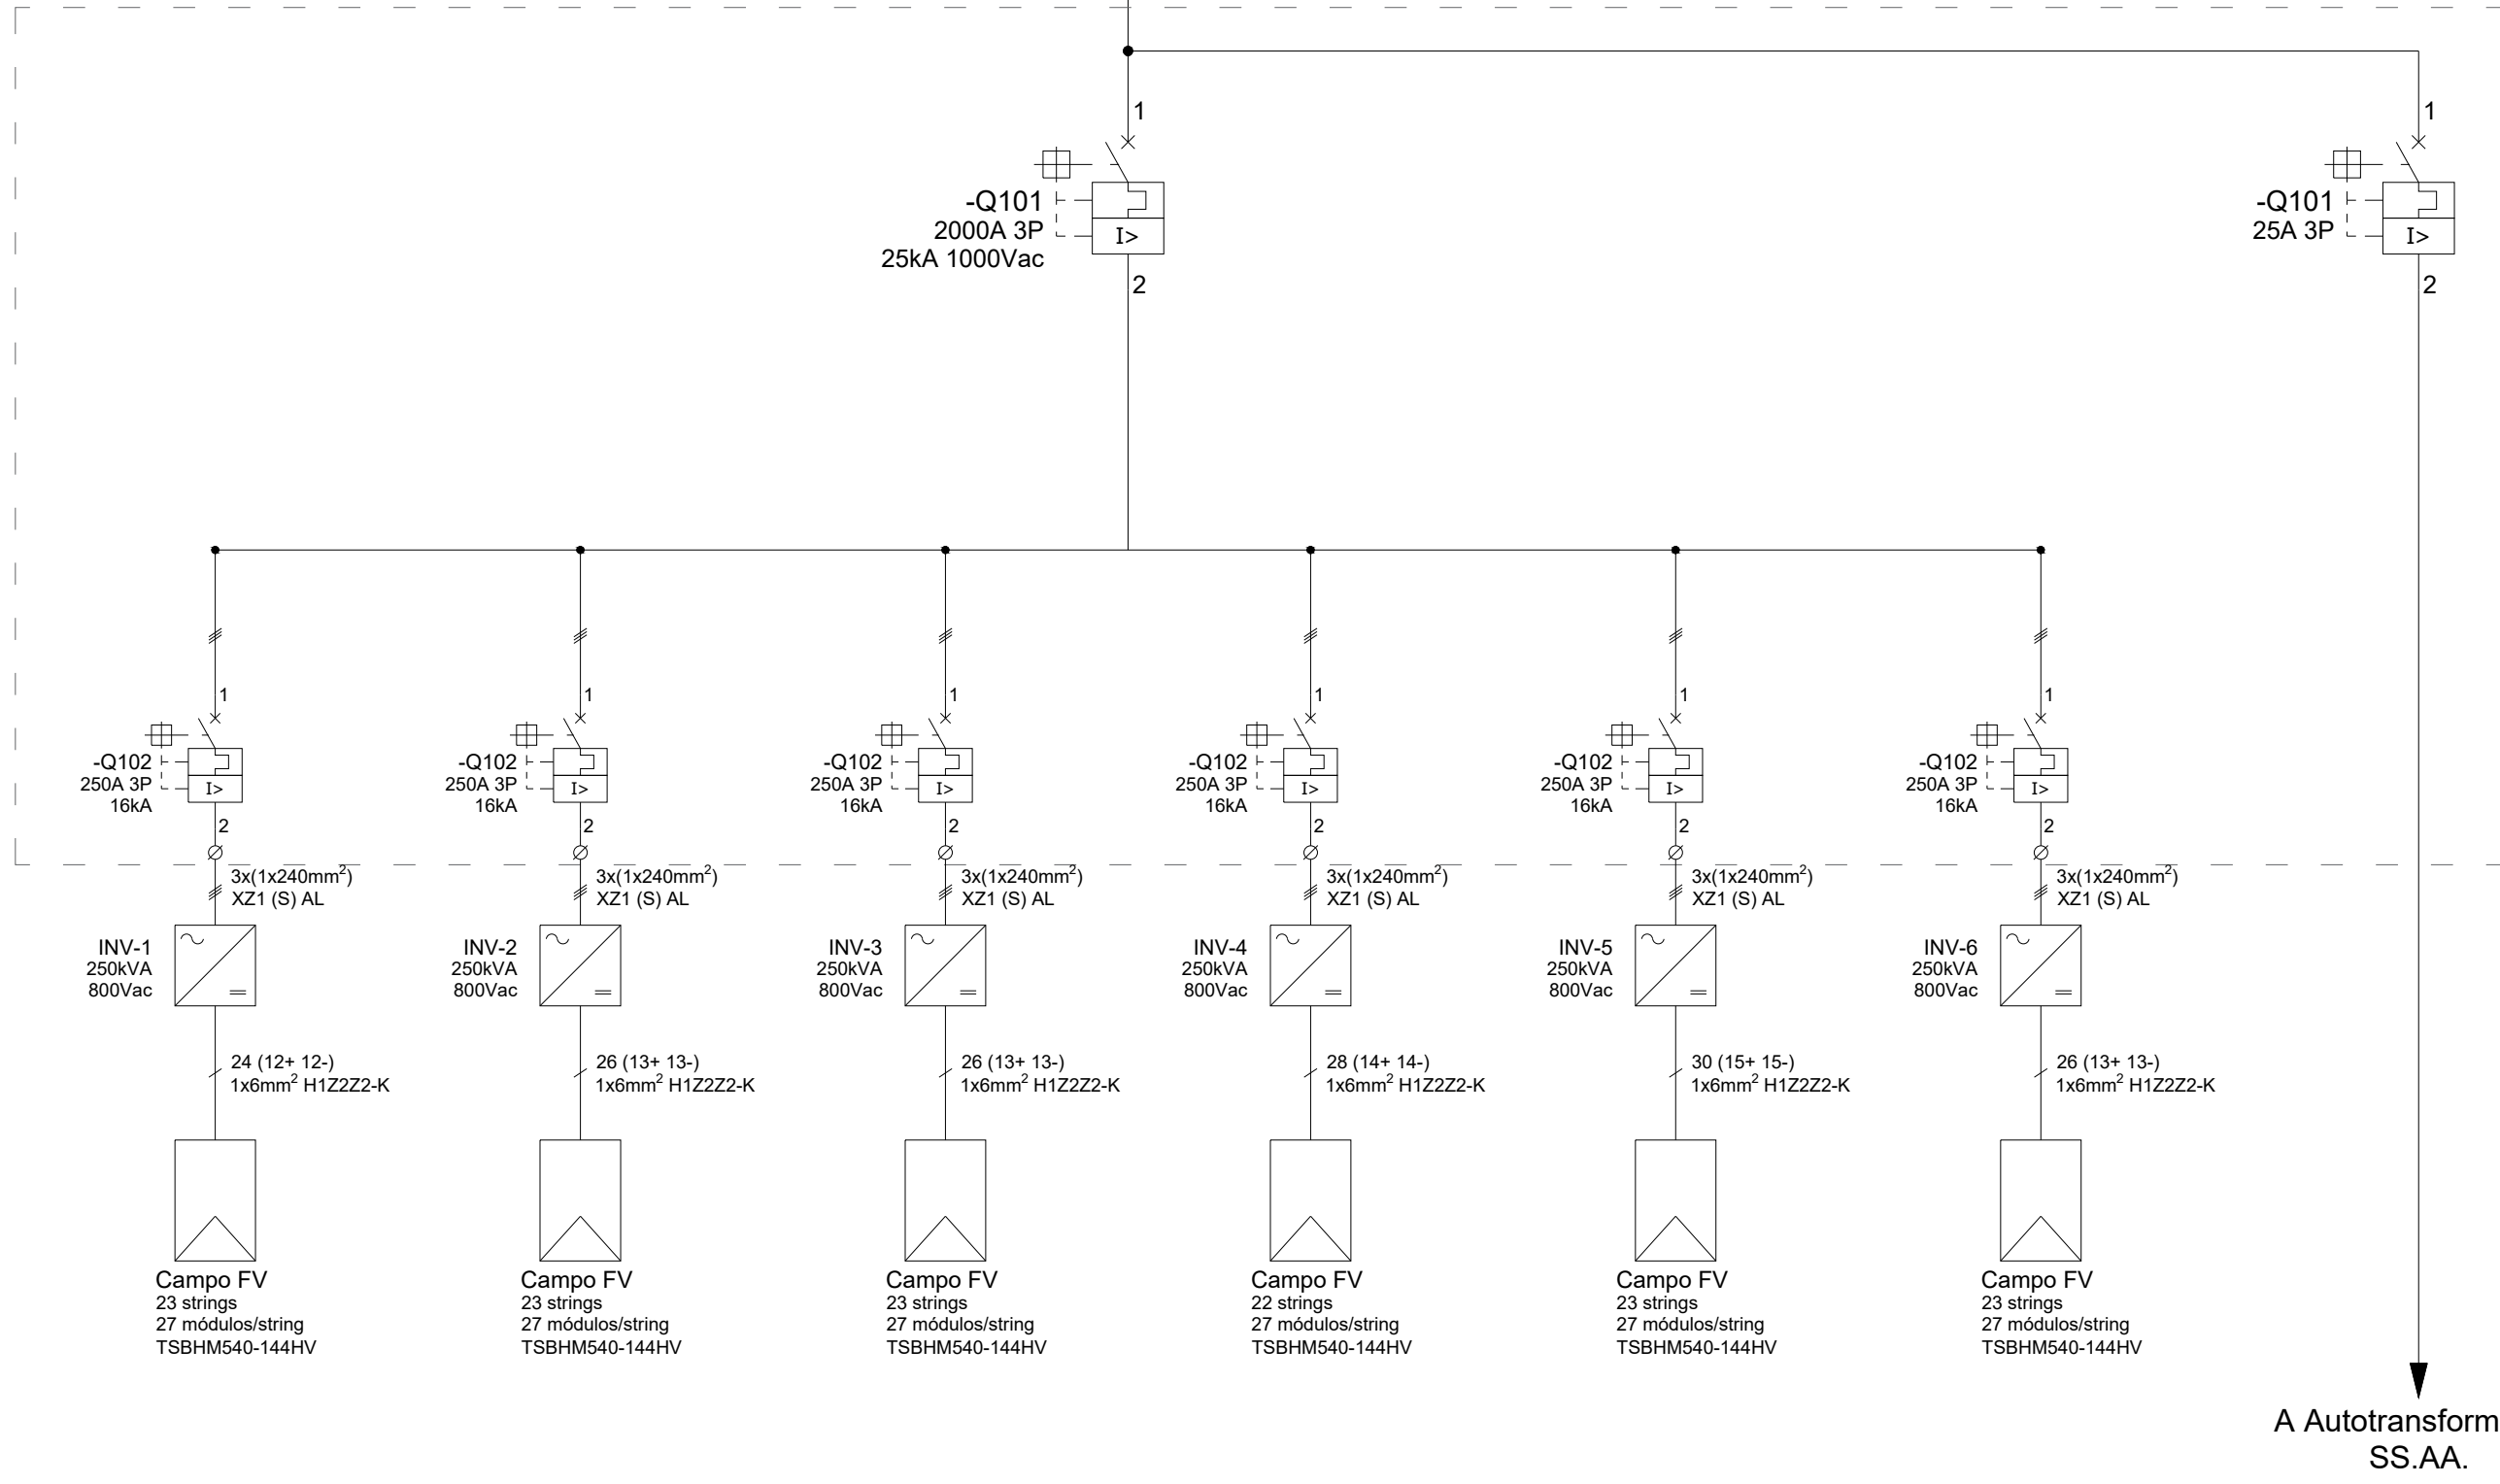 1
-Q101
2000A 3P
25kA 1000Vac
I>
2
1
-Q101
25A 3P
I>
2
1
-Q102
250A 3P
16kA
I>
2
1
-Q102
250A 3P
16kA
I>
2
1
-Q102
250A 3P
16kA
I>
2
1
-Q102
250A 3P
16kA
I>
2
1
-Q102
250A 3P
16kA
I>
2
1
-Q102
250A 3P
16kA
I>
2
3x(1x240mm²)
XZ1 (S) AL
3x(1x240mm²)
XZ1 (S) AL
3x(1x240mm²)
XZ1 (S) AL
3x(1x240mm²)
XZ1 (S) AL
3x(1x240mm²)
XZ1 (S) AL
3x(1x240mm²)
XZ1 (S) AL
INV-1
250kVA
800Vac
INV-2
250kVA
800Vac
INV-3
250kVA
800Vac
INV-4
250kVA
800Vac
INV-5
250kVA
800Vac
INV-6
250kVA
800Vac
24 (12+ 12-)
1x6mm² H1Z2Z2-K
26 (13+ 13-)
1x6mm² H1Z2Z2-K
26 (13+ 13-)
1x6mm² H1Z2Z2-K
28 (14+ 14-)
1x6mm² H1Z2Z2-K
30 (15+ 15-)
1x6mm² H1Z2Z2-K
26 (13+ 13-)
1x6mm² H1Z2Z2-K
Campo FV
23 strings
27 módulos/string
TSBHM540-144HV
Campo FV
23 strings
27 módulos/string
TSBHM540-144HV
Campo FV
23 strings
27 módulos/string
TSBHM540-144HV
Campo FV
22 strings
27 módulos/string
TSBHM540-144HV
Campo FV
23 strings
27 módulos/string
TSBHM540-144HV
Campo FV
23 strings
27 módulos/string
TSBHM540-144HV
A Autotransform
SS.AA.